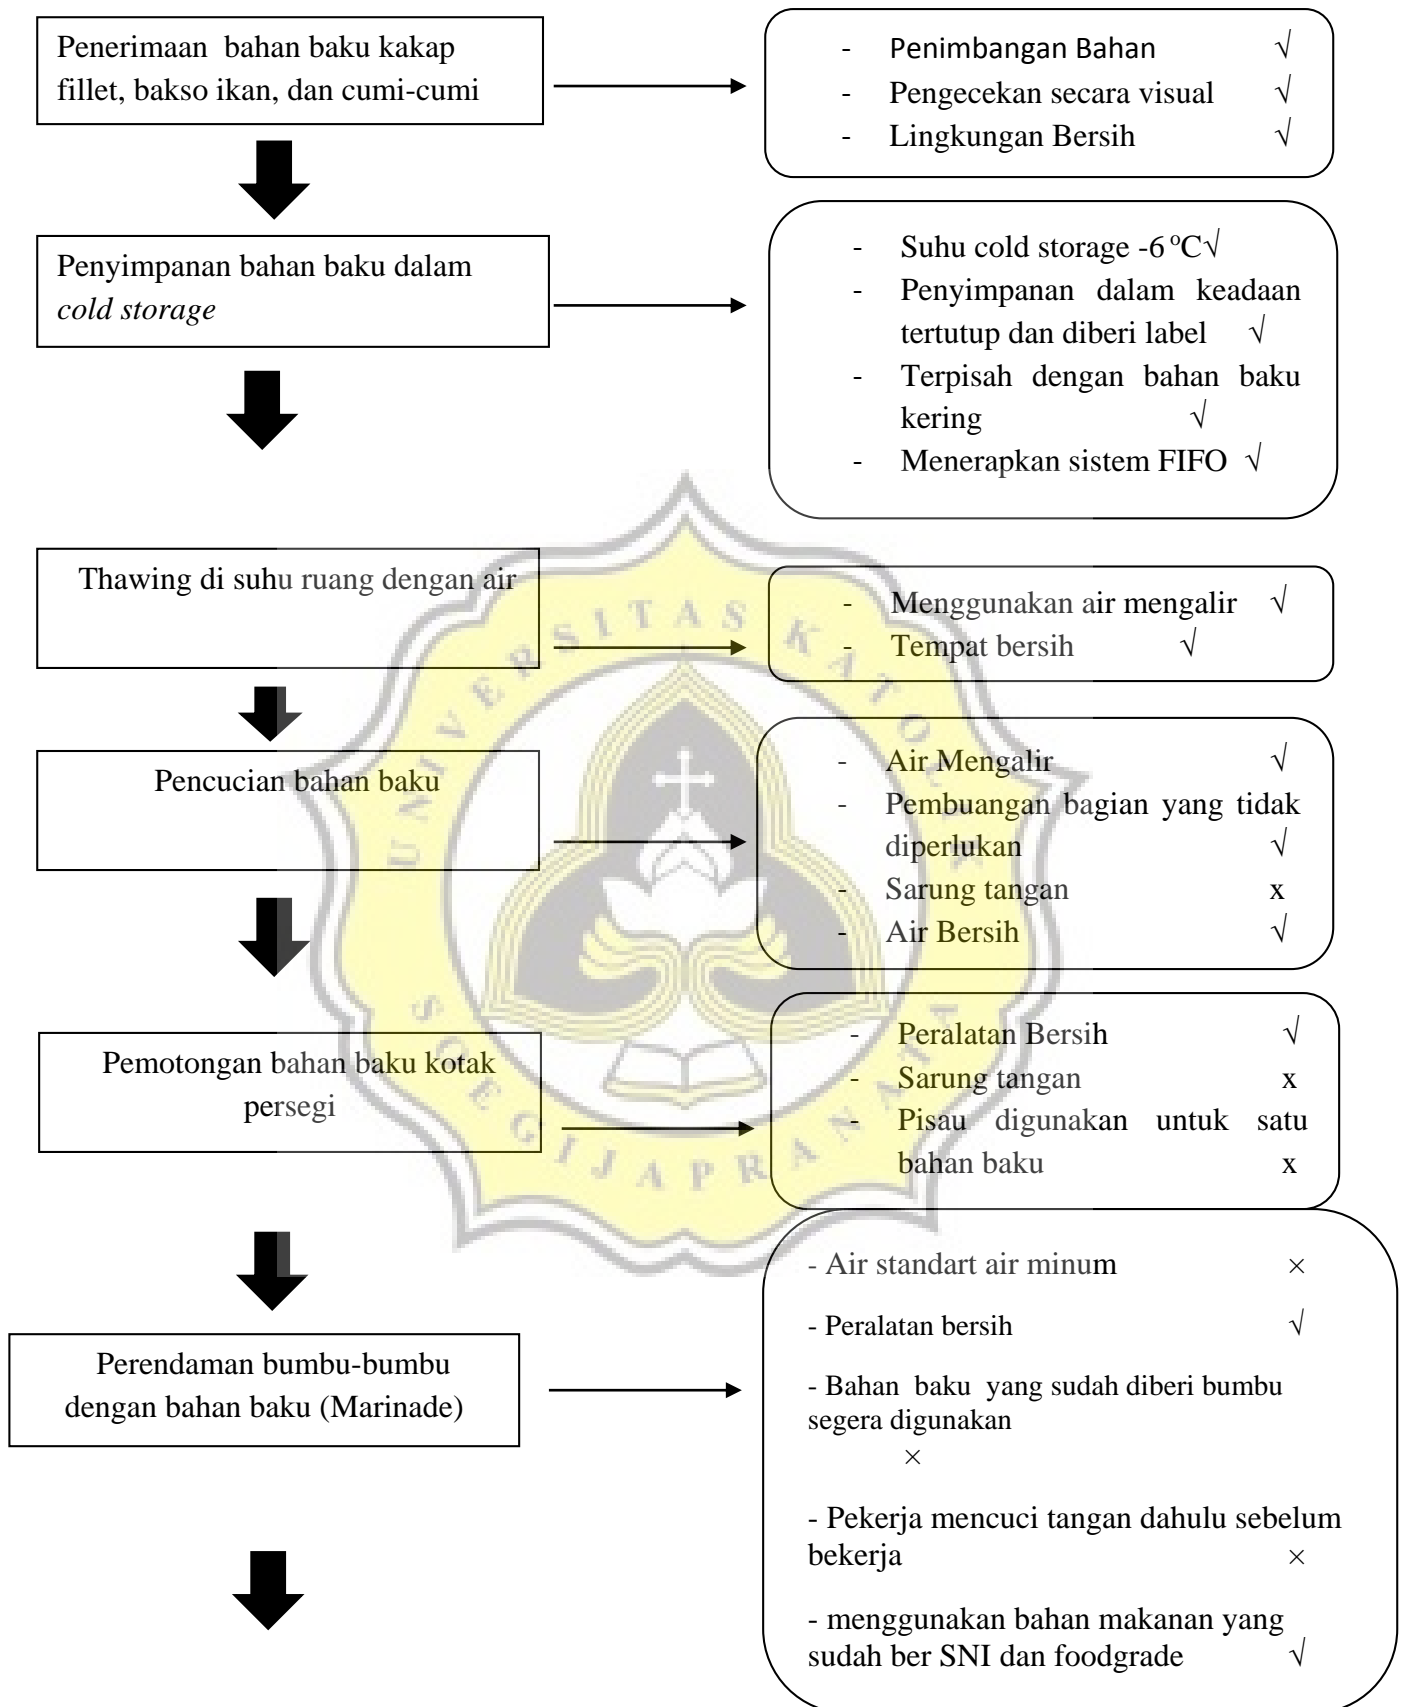 Penerimaan bahan baku kakap
fillet, bakso ikan, dan cumi-cumi
- Penimbangan Bahan √
- Pengecekan secara visual √
- Lingkungan Bersih √
Penyimpanan bahan baku dalam
cold storage
- Suhu cold storage -6 °C√
- Penyimpanan dalam keadaan
tertutup dan diberi label √
- Terpisah dengan bahan baku
kering √
- Menerapkan sistem FIFO √
Thawing di suhu ruang dengan air
- Menggunakan air mengalir √
- Tempat bersih √
Pencucian bahan baku
- Air Mengalir √
- Pembuangan bagian yang tidak
diperlukan √
- Sarung tangan x
- Air Bersih √
Pemotongan bahan baku kotak
persegi
- Peralatan Bersih √
- Sarung tangan x
- Pisau digunakan untuk satu
bahan baku x
Perendaman bumbu-bumbu
dengan bahan baku (Marinade)
- Air standart air minum ×
- Peralatan bersih √
- Bahan baku yang sudah diberi bumbu
segera digunakan
×
- Pekerja mencuci tangan dahulu sebelum
bekerja ×
- menggunakan bahan makanan yang
sudah ber SNI dan foodgrade √
UNIVERSITAS KATOLIK
SOEGIJAPRANATA